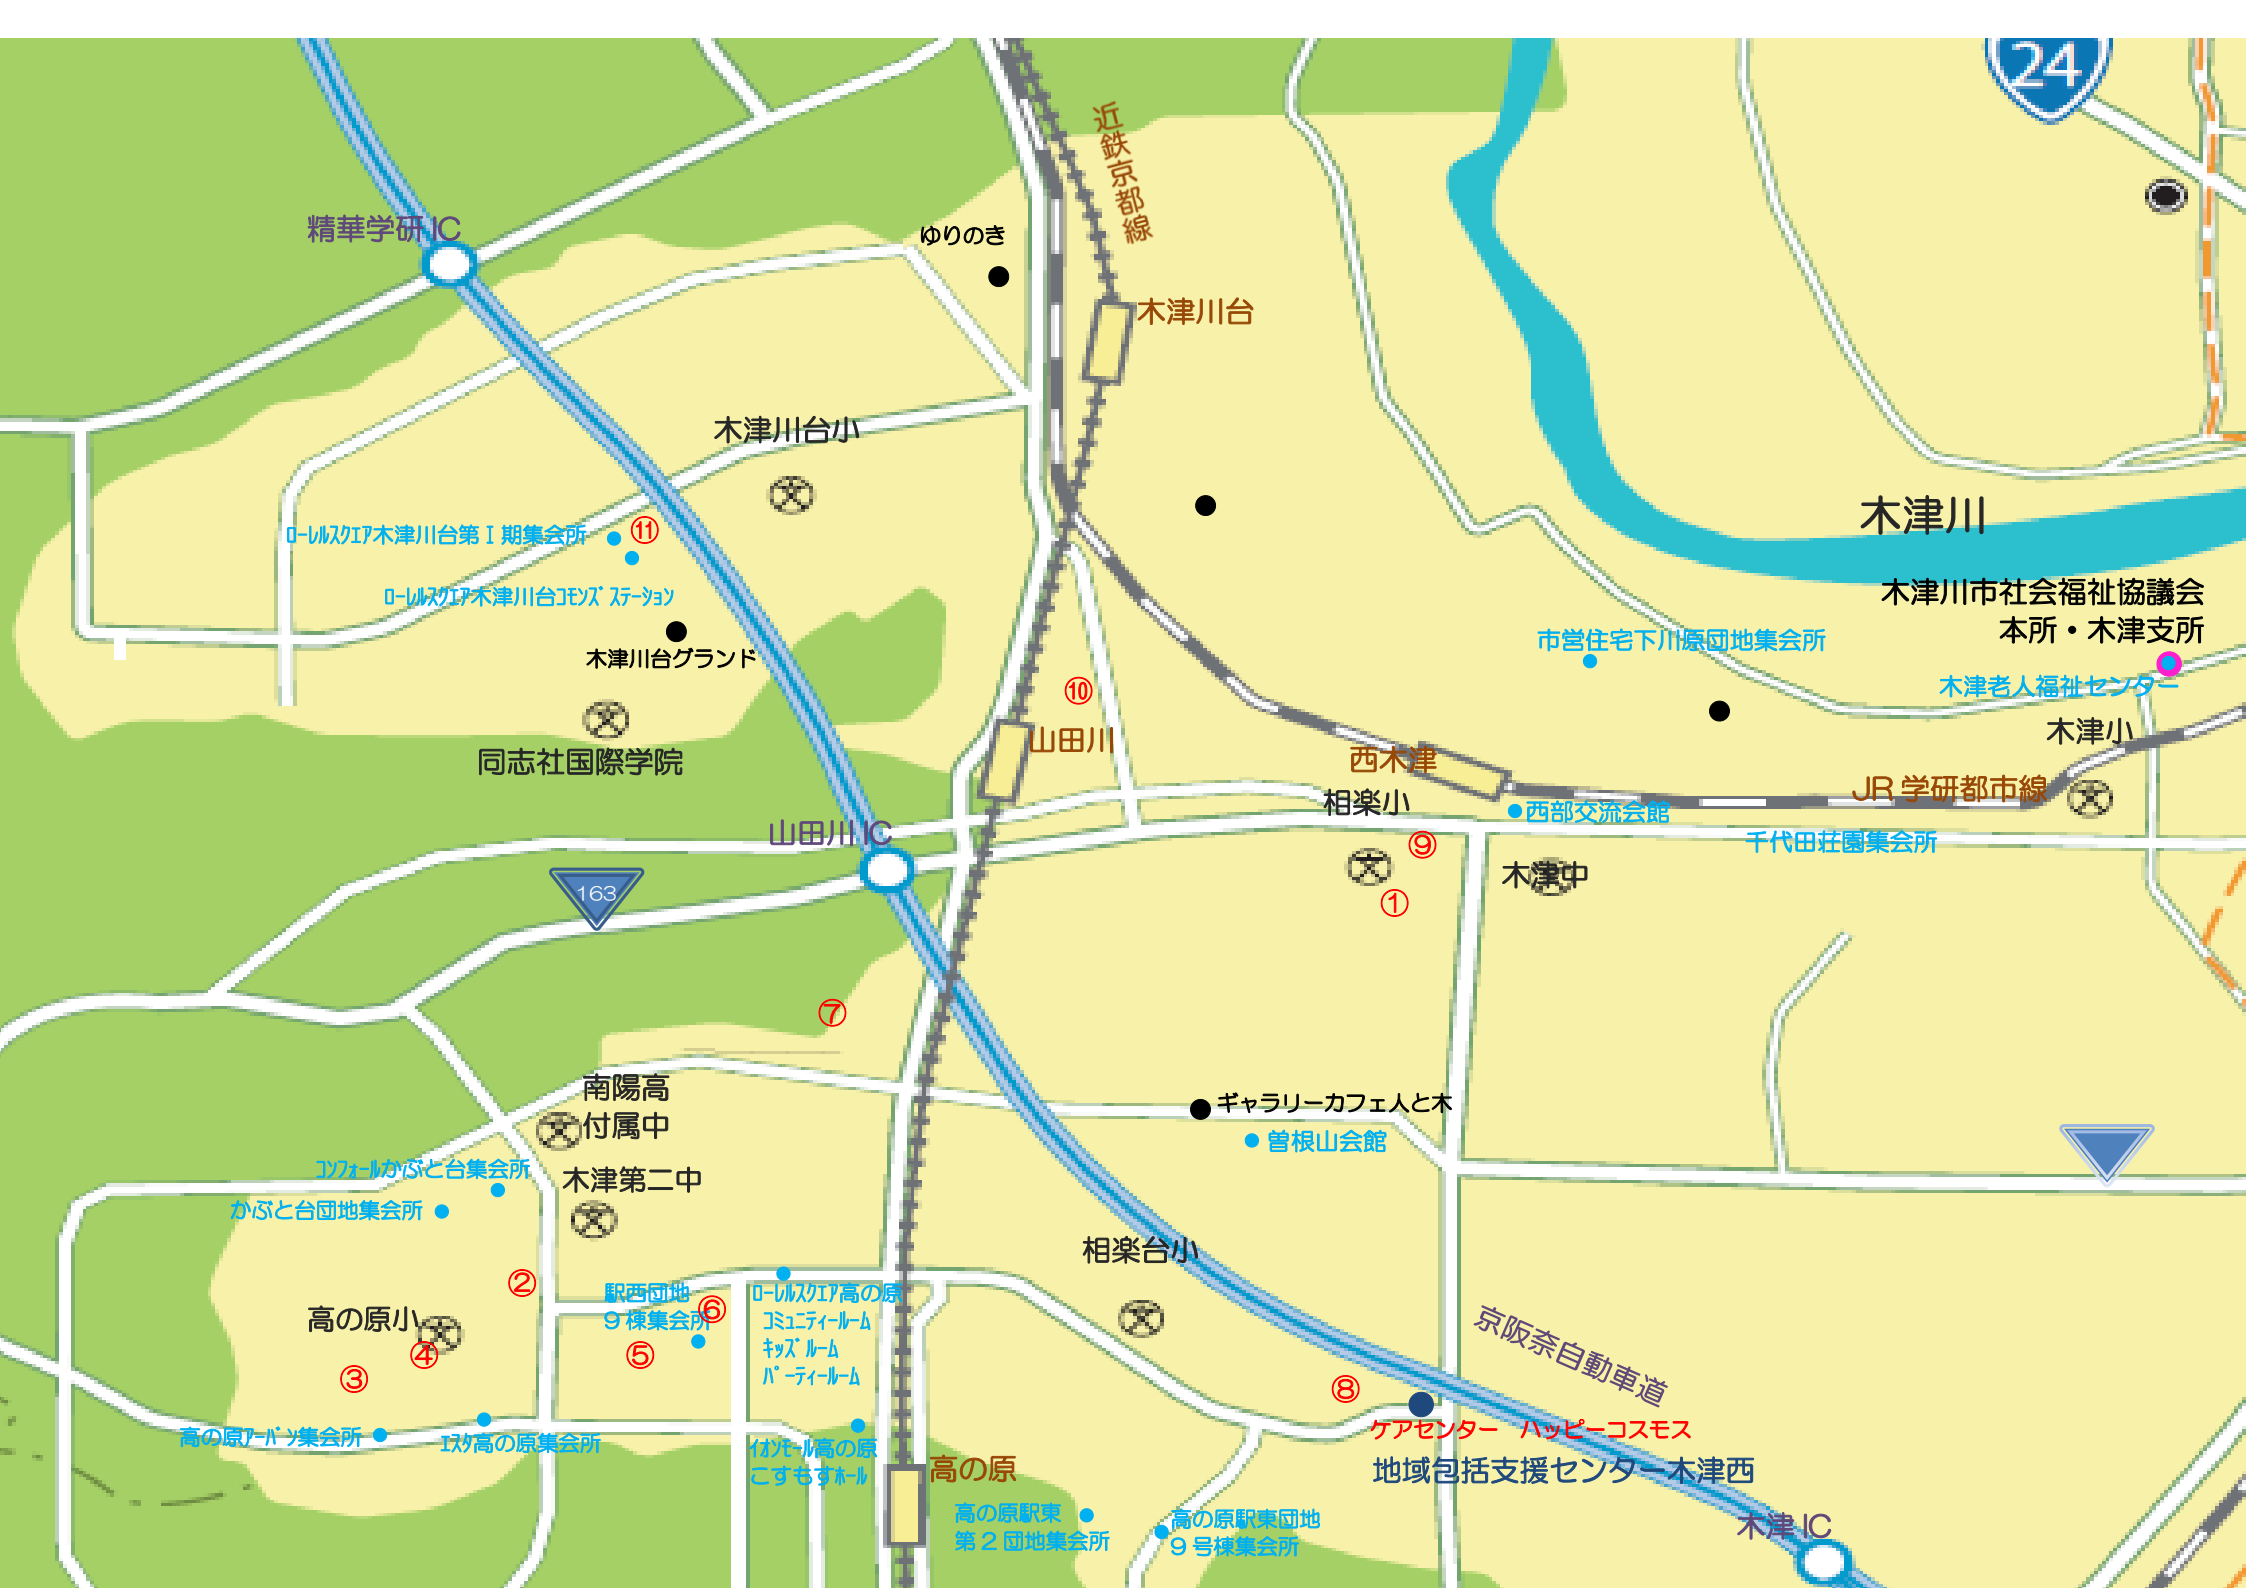 24
近鉄京都線
精華学研IC
ゆりのき
木津川台
木津川台小
木津川
ﾛｰﾚﾙｽｸｴｱ木津川台第Ⅰ期集会所
⑪
ﾛｰﾚﾙｽｸｴｱ木津川台ｺﾓﾝｽﾞｽﾃｰｼｮﾝ
木津川市社会福祉協議会
本所・木津支所
市営住宅下川原団地集会所
木津川台グランド
木津老人福祉センター
⑩
木津小
山田川
同志社国際学院
西木津
JR学研都市線
相楽小
西部交流会館
山田川IC
千代田荘園集会所
⑨
木津中
163
①
⑦
南陽高
付属中
ギャラリーカフェ人と木
曽根山会館
ｺﾝﾌｫｰﾙかぶと台集会所
木津第二中
かぶと台団地集会所
相楽台小
②
駅西団地
９棟集会所
⑥
ﾛｰﾚﾙｽｸｴｱ高の原
ｺﾐｭﾆﾃｨｰﾙｰﾑ
ｷｯｽﾞﾙｰﾑ
ﾊﾟｰﾃｨｰﾙｰﾑ
高の原小
④
③
⑤
京阪奈自動車道
⑧
ケアセンター　ハッピーコスモス
高の原ｱｰﾊﾞﾝ集会所
ｴｽﾀ高の原集会所
ｲｵﾝﾓｰﾙ高の原
こすもすﾎｰﾙ
高の原
地域包括支援センター木津西
高の原駅東
第２団地集会所
高の原駅東団地
９号棟集会所
木津IC